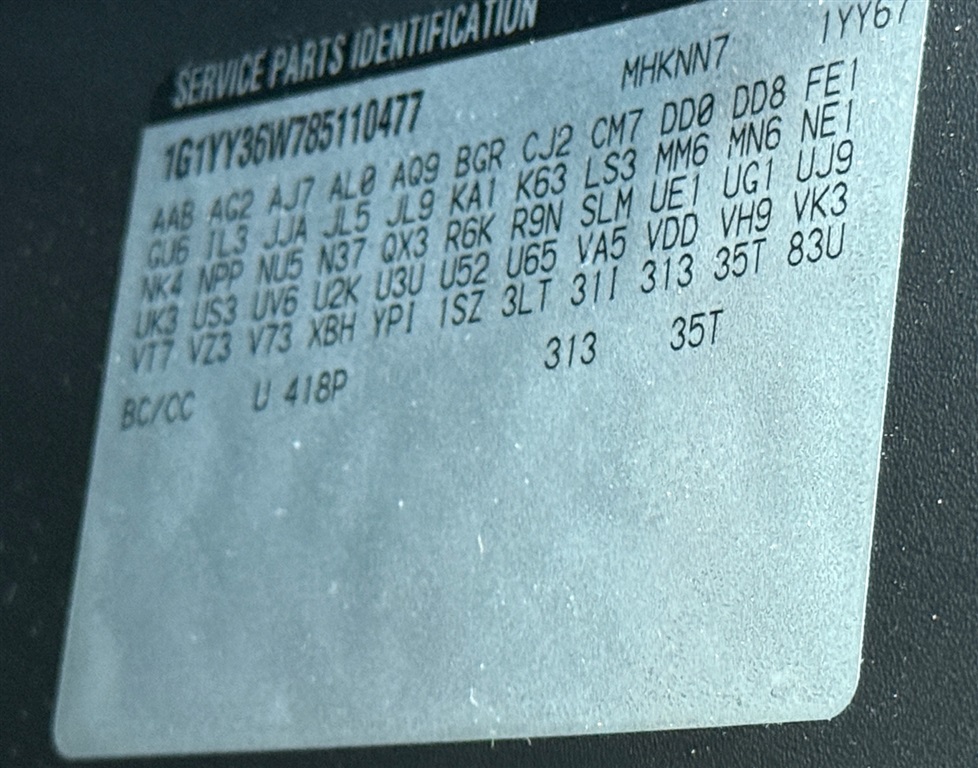 SERVICE PARTS IDENTIFICATION
1G1YY36W785110477 MHKNN7 1YY67
AAB AG2 AJ7 AL0 AQ9 BGR CJ2 CM7 DD0 DD8 FE1
GU6 IL3 JJA JL5 JL9 KA1 K63 LS3 MM6 MN6 NE1
NK4 NPP NU5 N37 QX3 R6K R9N SLM UE1 UG1 UJ9
UK3 US3 UV6 U2K U3U U52 U65 VA5 VDD VH9 VK3
VT7 VZ3 V73 XBH YPI 1SZ 3LT 31I 313 35T 83U
BC/CC U 418P 313 35T